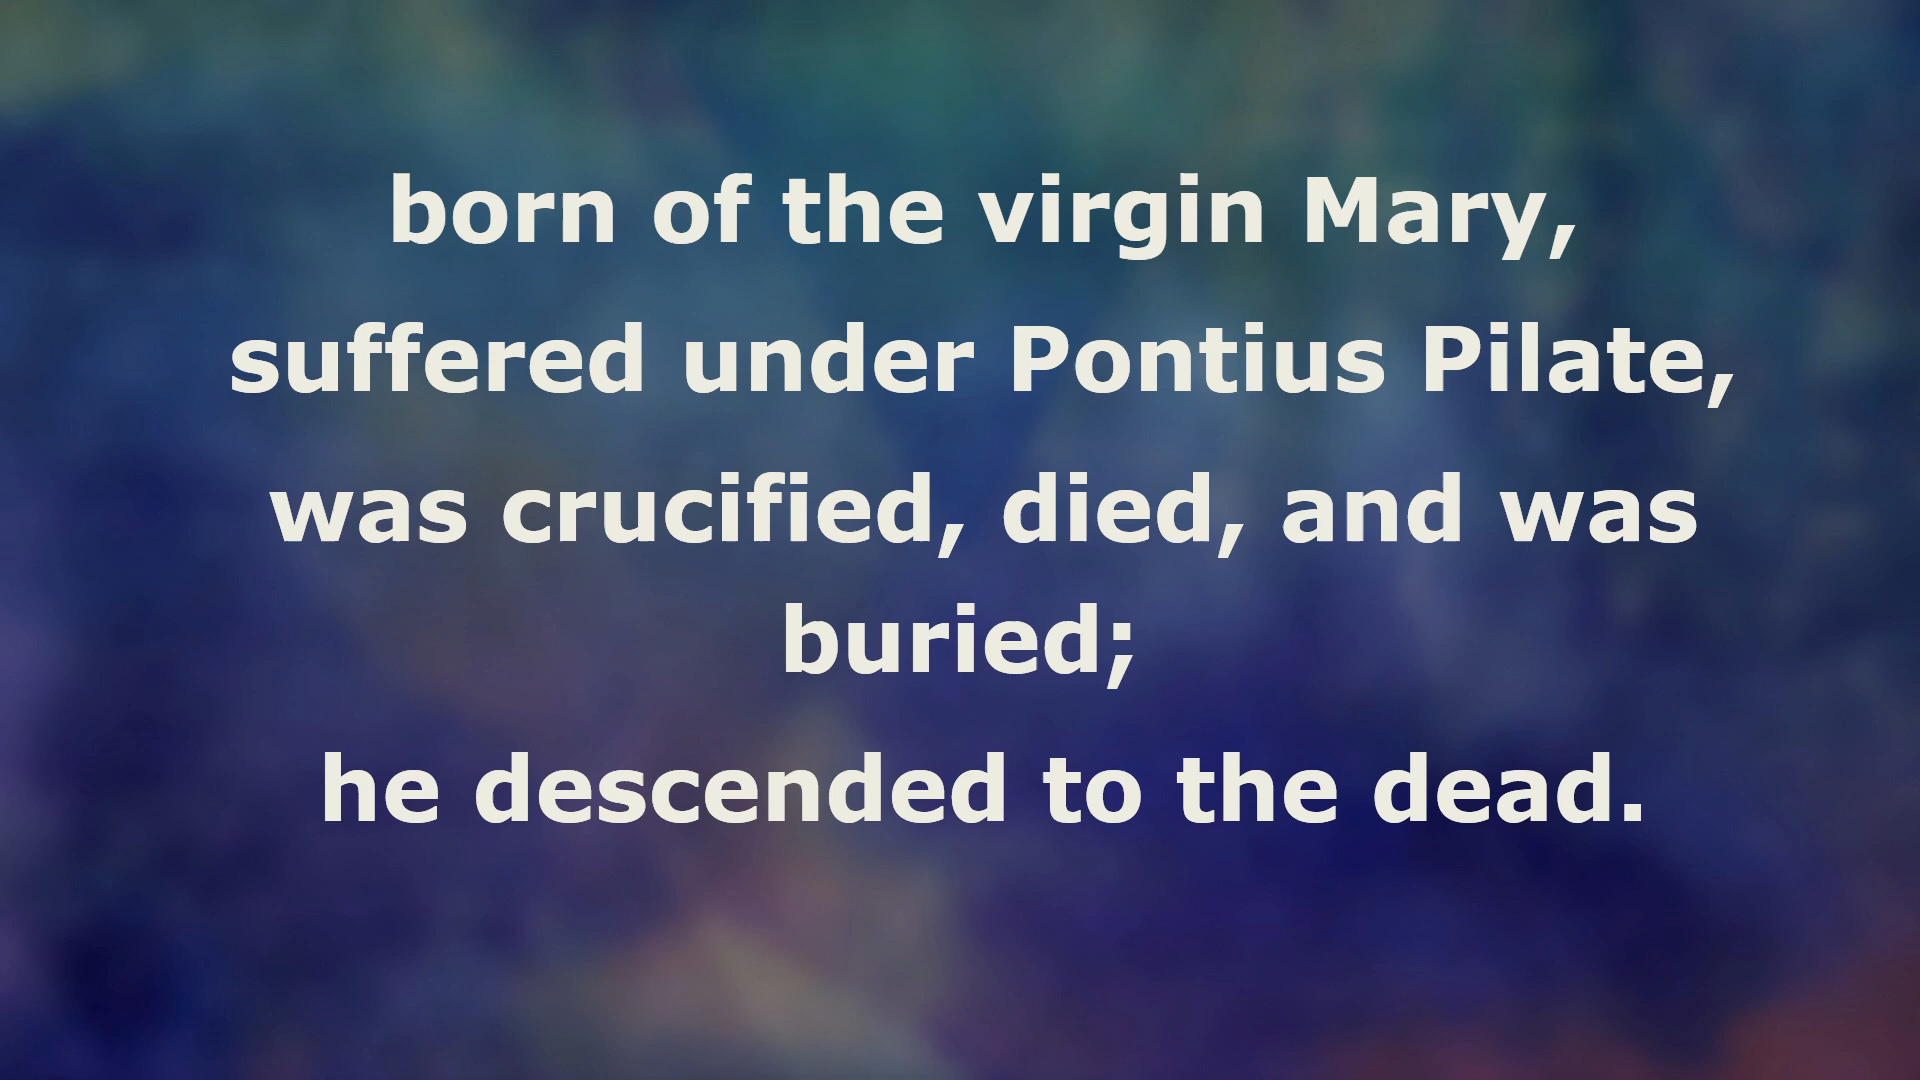 born of the virgin Mary,
suffered under Pontius Pilate,
was crucified, died, and was
buried;
he descended to the dead.